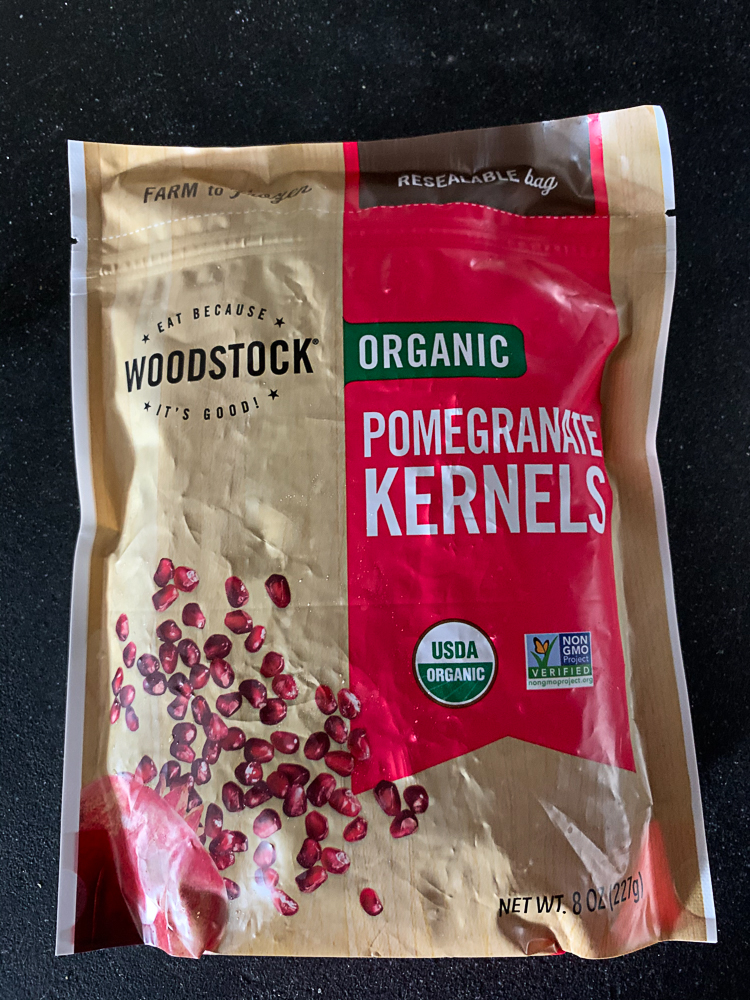 FARM to frozen
RESEALABLE bag
EAT BECAUSE
WOODSTOCK®
IT'S GOOD!
ORGANIC
POMEGRANATE
KERNELS
USDA
ORGANIC
NON
GMO
Project
VERIFIED
nongmoproject.org
NET WT. 8 OZ (227g)